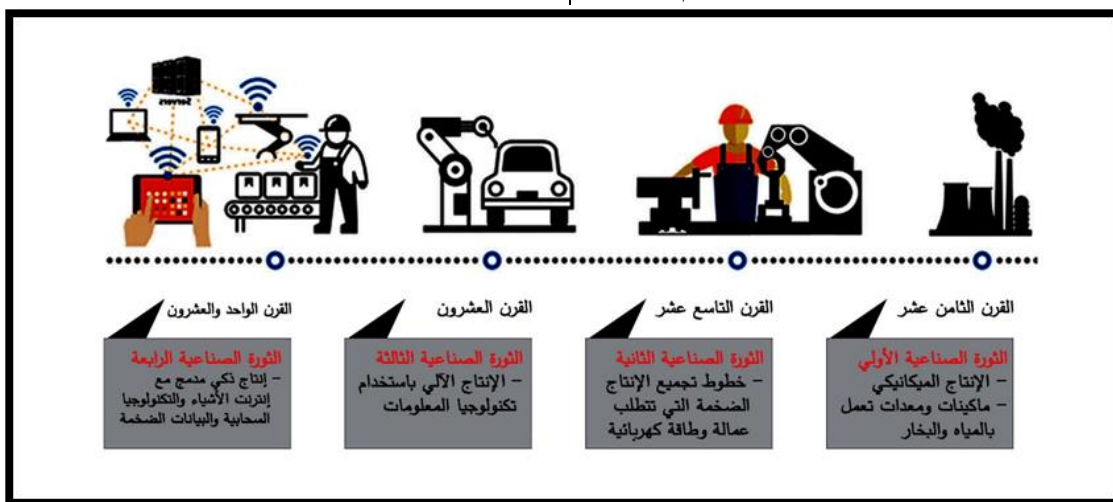 Servers
القرن الثامن عشر
الثورة الصناعية الأولي
– الإنتاج الميكانيكي
– ماكينات ومعدات تعمل
بالمياه والبخار
القرن التاسع عشر
الثورة الصناعية الثانية
– خطوط تجميع الإنتاج
الضخمة التي تتطلب
عمالة وطاقة كهربائية
القرن العشرون
الثورة الصناعية الثالثة
– الإنتاج الآلي باستخدام
تكنولوجيا المعلومات
القرن الواحد والعشرون
الثورة الصناعية الرابعة
– إنتاج ذكي مدمج مع
إنترنت الأشياء والتكنولوجيا
السحابية والبيانات الضخمة